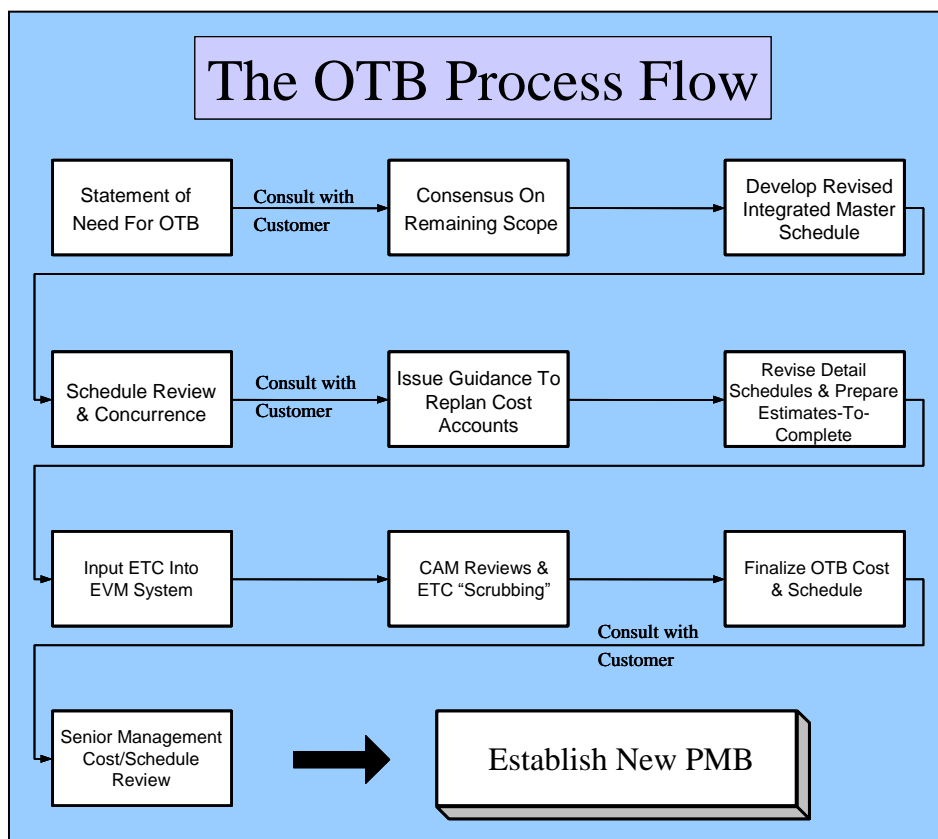 The OTB Process Flow
Statement of
Need For OTB
Consult with
Customer
Consensus On
Remaining Scope
Develop Revised
Integrated Master
Schedule
Schedule Review
& Concurrence
Consult with
Customer
Issue Guidance To
Replan Cost
Accounts
Revise Detail
Schedules & Prepare
Estimates-To-
Complete
Input ETC Into
EVM System
CAM Reviews &
ETC “Scrubbing”
Finalize OTB Cost
& Schedule
Consult with
Customer
Senior Management
Cost/Schedule
Review
Establish New PMB